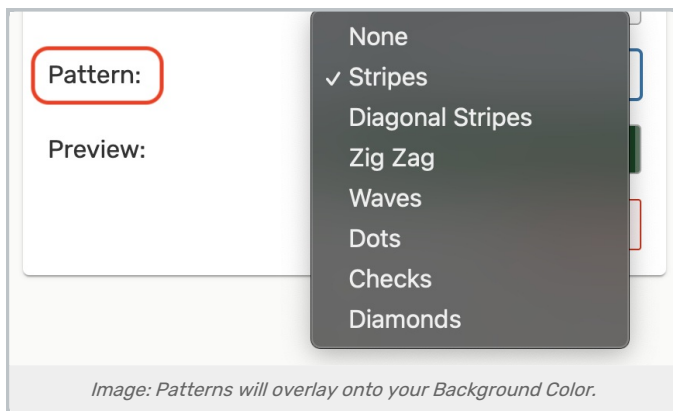 None
Pattern:
✓ Stripes
Diagonal Stripes
Preview:
Zig Zag
Waves
Dots
Checks
Diamonds
Image: Patterns will overlay onto your Background Color.